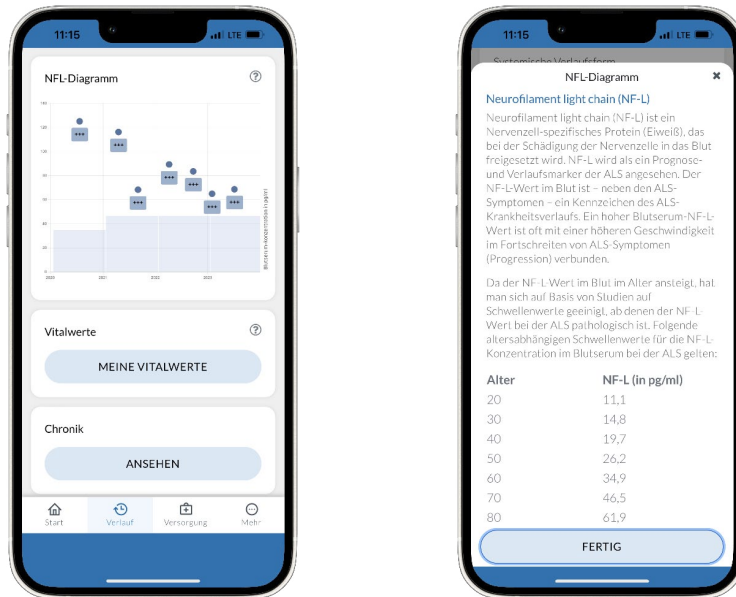 11:15
LTE
NFL-Diagramm
?
140
120
***
***
***
***
***
***
***
2020
2021
2022
2023
Vitalwerte
?
MEINE VITALWERTE
Chronik
ANSEHEN
Start
Verlauf
Versorgung
Mehr
11:15
LTE
Systemische Verlaufsform
NFL-Diagramm
Neurofilament light chain (NF-L)
Neurofilament light chain (NF-L) ist ein
Nervenzell-spezifisches Protein (Eiweiß), das
bei der Schädigung der Nervenzelle in das Blut
freigesetzt wird. NF-L wird als ein Prognose-
und Verlaufsmarker der ALS angesehen. Der
NF-L-Wert im Blut ist – neben den ALS-
Symptomen – ein Kennzeichen des ALS-
Krankheitsverlaufs. Ein hoher Blutserum-NF-L-
Wert ist oft mit einer höheren Geschwindigkeit
im Fortschreiten von ALS-Symptomen
(Progression) verbunden.
Da der NF-L-Wert im Blut im Alter ansteigt, hat
man sich auf Basis von Studien auf
Schwellenwerte geeinigt, ab denen der NF-L-
Wert bei der ALS pathologisch ist. Folgende
altersabhängigen Schwellenwerte für die NF-L-
Konzentration im Blutserum bei der ALS gelten:
Alter NF-L (in pg/ml)
20 11,1
30 14,8
40 19,7
50 26,2
60 34,9
70 46,5
80 61,9
FERTIG